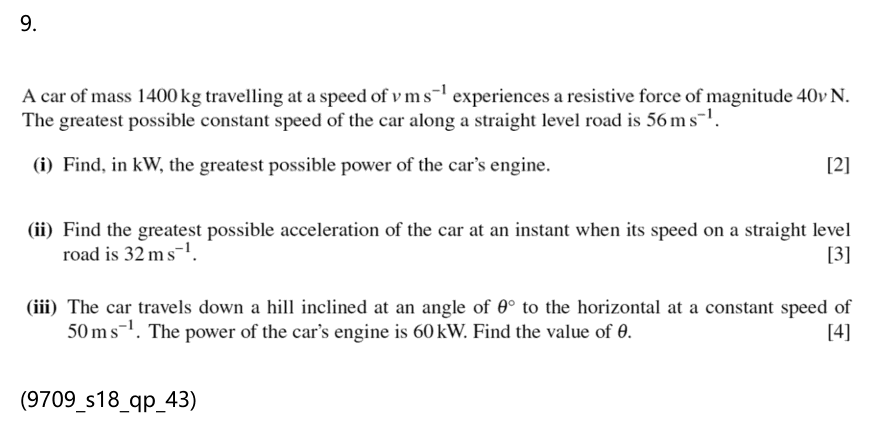 9.
A car of mass 1400 kg travelling at a speed of v m s⁻¹ experiences a resistive force of magnitude 40v N.
The greatest possible constant speed of the car along a straight level road is 56 m s⁻¹.
(i) Find, in kW, the greatest possible power of the car's engine. [2]
(ii) Find the greatest possible acceleration of the car at an instant when its speed on a straight level
road is 32 m s⁻¹. [3]
(iii) The car travels down a hill inclined at an angle of θ° to the horizontal at a constant speed of
50 m s⁻¹. The power of the car's engine is 60 kW. Find the value of θ. [4]
(9709_s18_qp_43)